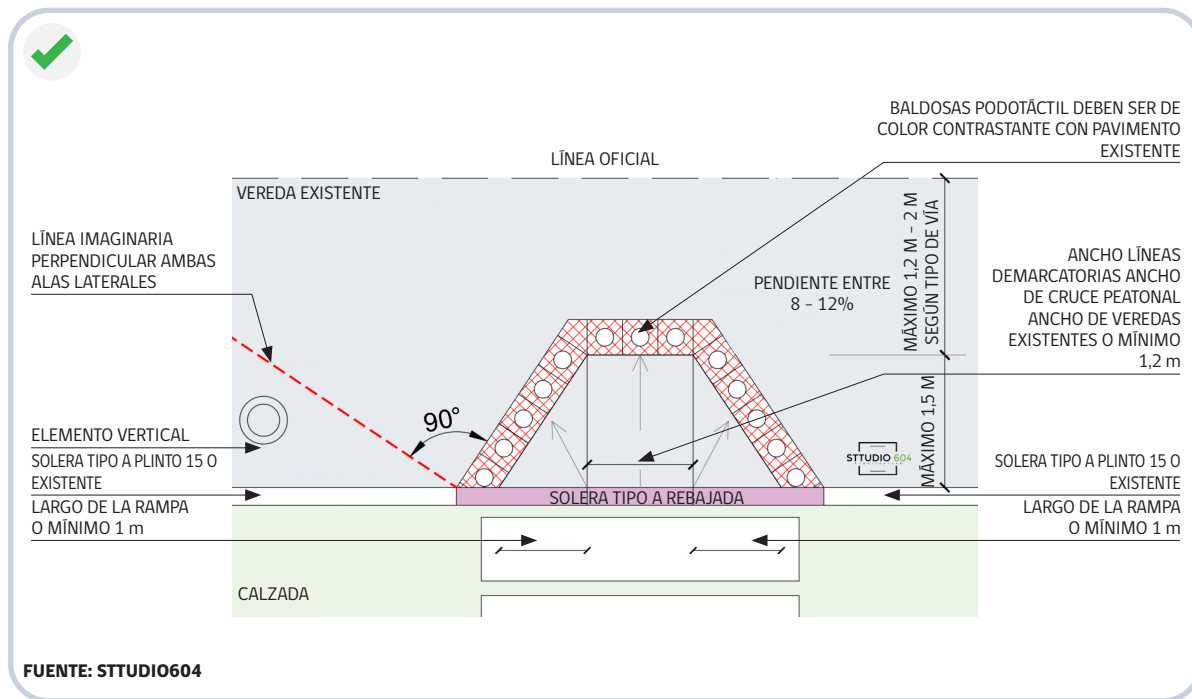 BALDOSAS PODOTÁCTIL DEBEN SER DE
COLOR CONTRASTANTE CON PAVIMENTO
EXISTENTE
LÍNEA OFICIAL
VEREDA EXISTENTE
LÍNEA IMAGINARIA
PERPENDICULAR AMBAS
ALAS LATERALES
MÁXIMO 1,2 M - 2 M
SEGÚN TIPO DE VÍA
PENDIENTE ENTRE
8 - 12%
ANCHO LÍNEAS
DEMARCATORIAS ANCHO
DE CRUCE PEATONAL
ANCHO DE VEREDAS
EXISTENTES O MÍNIMO
1,2 m
MÁXIMO 1,5 M
90°
ELEMENTO VERTICAL
SOLERA TIPO A PLINTO 15 O
EXISTENTE
LARGO DE LA RAMPA
O MÍNIMO 1 m
STTUDIO 604
SOLERA TIPO A REBAJADA
SOLERA TIPO A PLINTO 15 O
EXISTENTE
LARGO DE LA RAMPA
O MÍNIMO 1 m
CALZADA
FUENTE: STTUDIO604